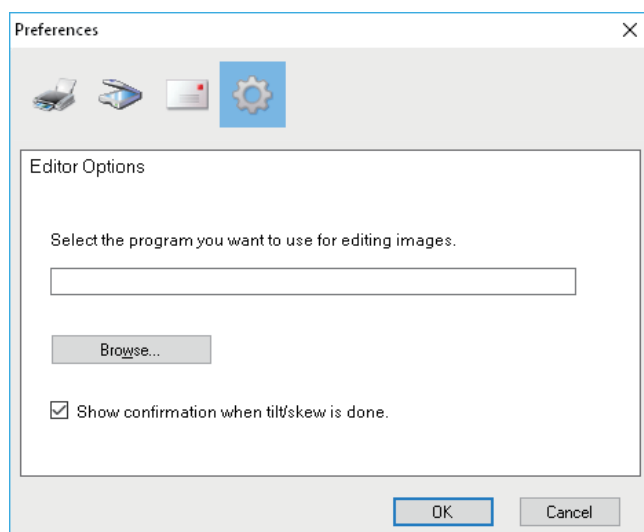 Preferences
Editor Options
Select the program you want to use for editing images.
Browse...
Show confirmation when tilt/skew is done.
OK
Cancel